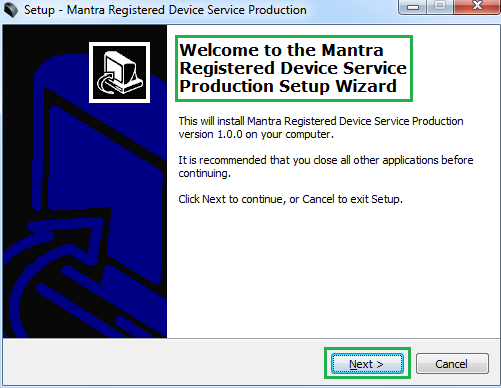 Setup - Mantra Registered Device Service Production
Welcome to the Mantra
Registered Device Service
Production Setup Wizard
This will install Mantra Registered Device Service Production
version 1.0.0 on your computer.
It is recommended that you close all other applications before
continuing.
Click Next to continue, or Cancel to exit Setup.
Next >
Cancel